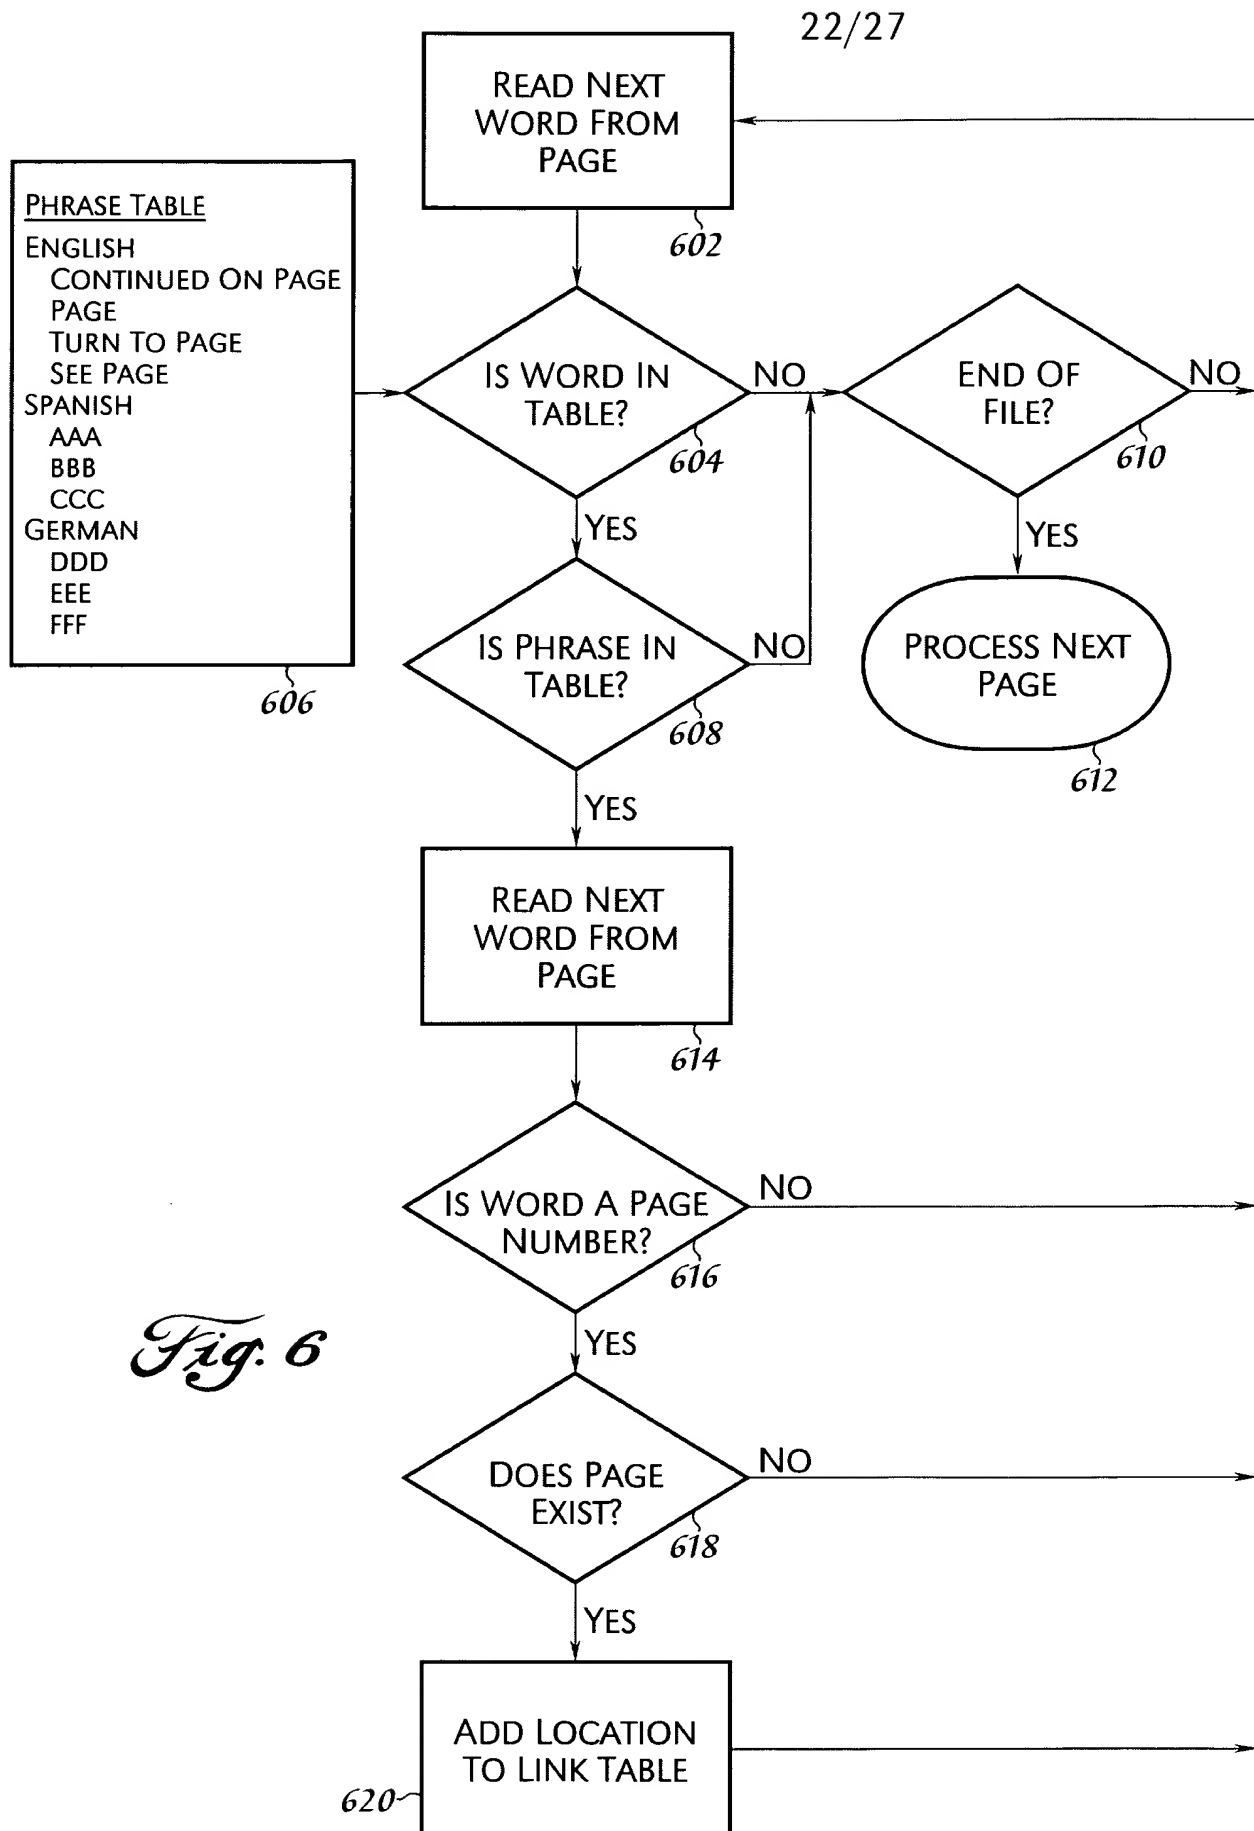 22/27
READ NEXT
WORD FROM
PAGE
602
PHRASE TABLE
ENGLISH
CONTINUED ON PAGE
PAGE
TURN TO PAGE
SEE PAGE
SPANISH
AAA
BBB
CCC
GERMAN
DDD
EEE
FFF
606
IS WORD IN
TABLE?
604
NO
END OF
FILE?
610
NO
YES
YES
IS PHRASE IN
TABLE?
608
NO
PROCESS NEXT
PAGE
612
YES
READ NEXT
WORD FROM
PAGE
614
IS WORD A PAGE
NUMBER?
616
NO
YES
Fig. 6
DOES PAGE
EXIST?
618
NO
YES
ADD LOCATION
TO LINK TABLE
620